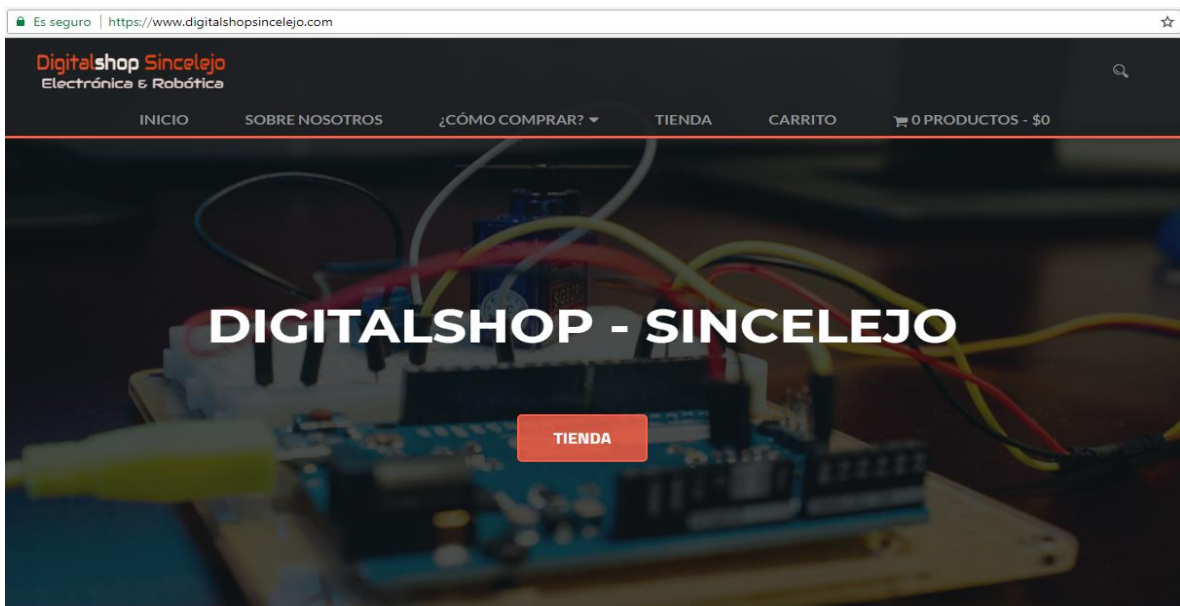 Es seguro | https://www.digitalshopsincelejo.com
Digitalshop Sincelejo
Electrónica & Robótica
INICIO SOBRE NOSOTROS ¿CÓMO COMPRAR? TIENDA CARRITO 0 PRODUCTOS - $0
DIGITALSHOP - SINCELEJO
TIENDA